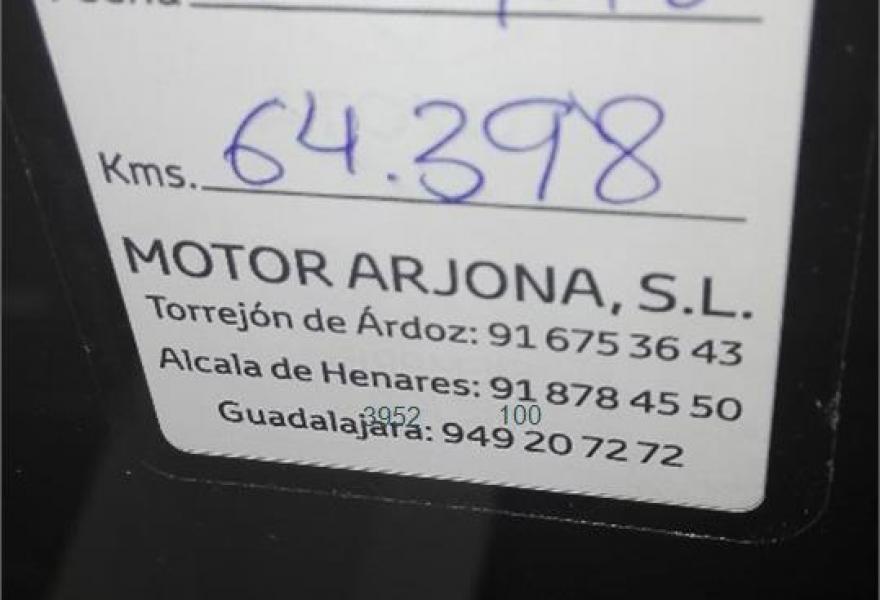 Fecha
Kms. 64.398
MOTOR ARJONA, S.L.
Torrejón de Árdoz: 91 675 36 43
Alcala de Henares: 91 878 45 50
3952 100
Guadalajara: 949 20 72 72